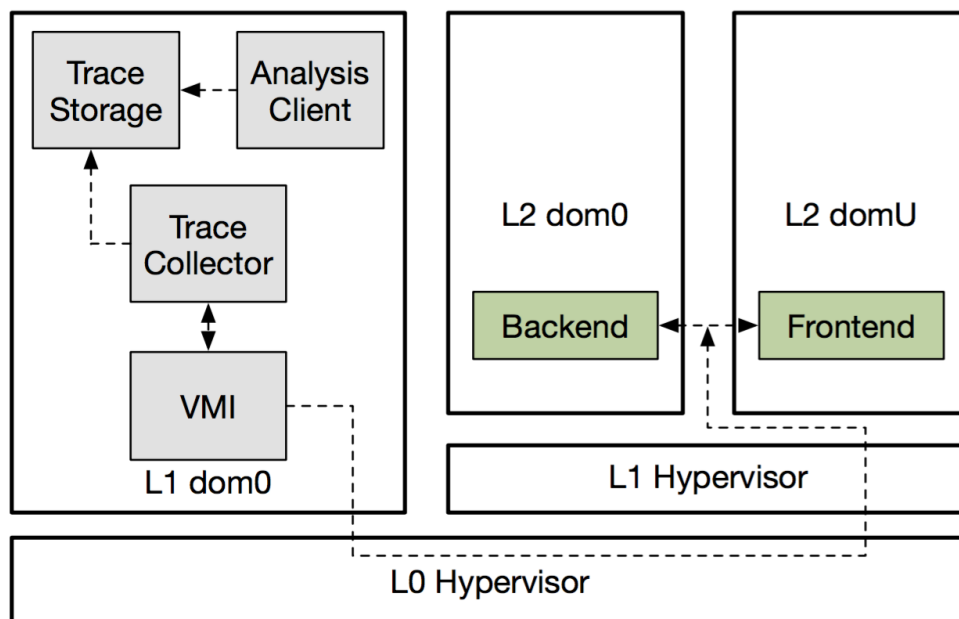 Trace
Storage
Analysis
Client
Trace
Collector
VMI
L1 dom0
L2 dom0
Backend
L2 domU
Frontend
L1 Hypervisor
L0 Hypervisor